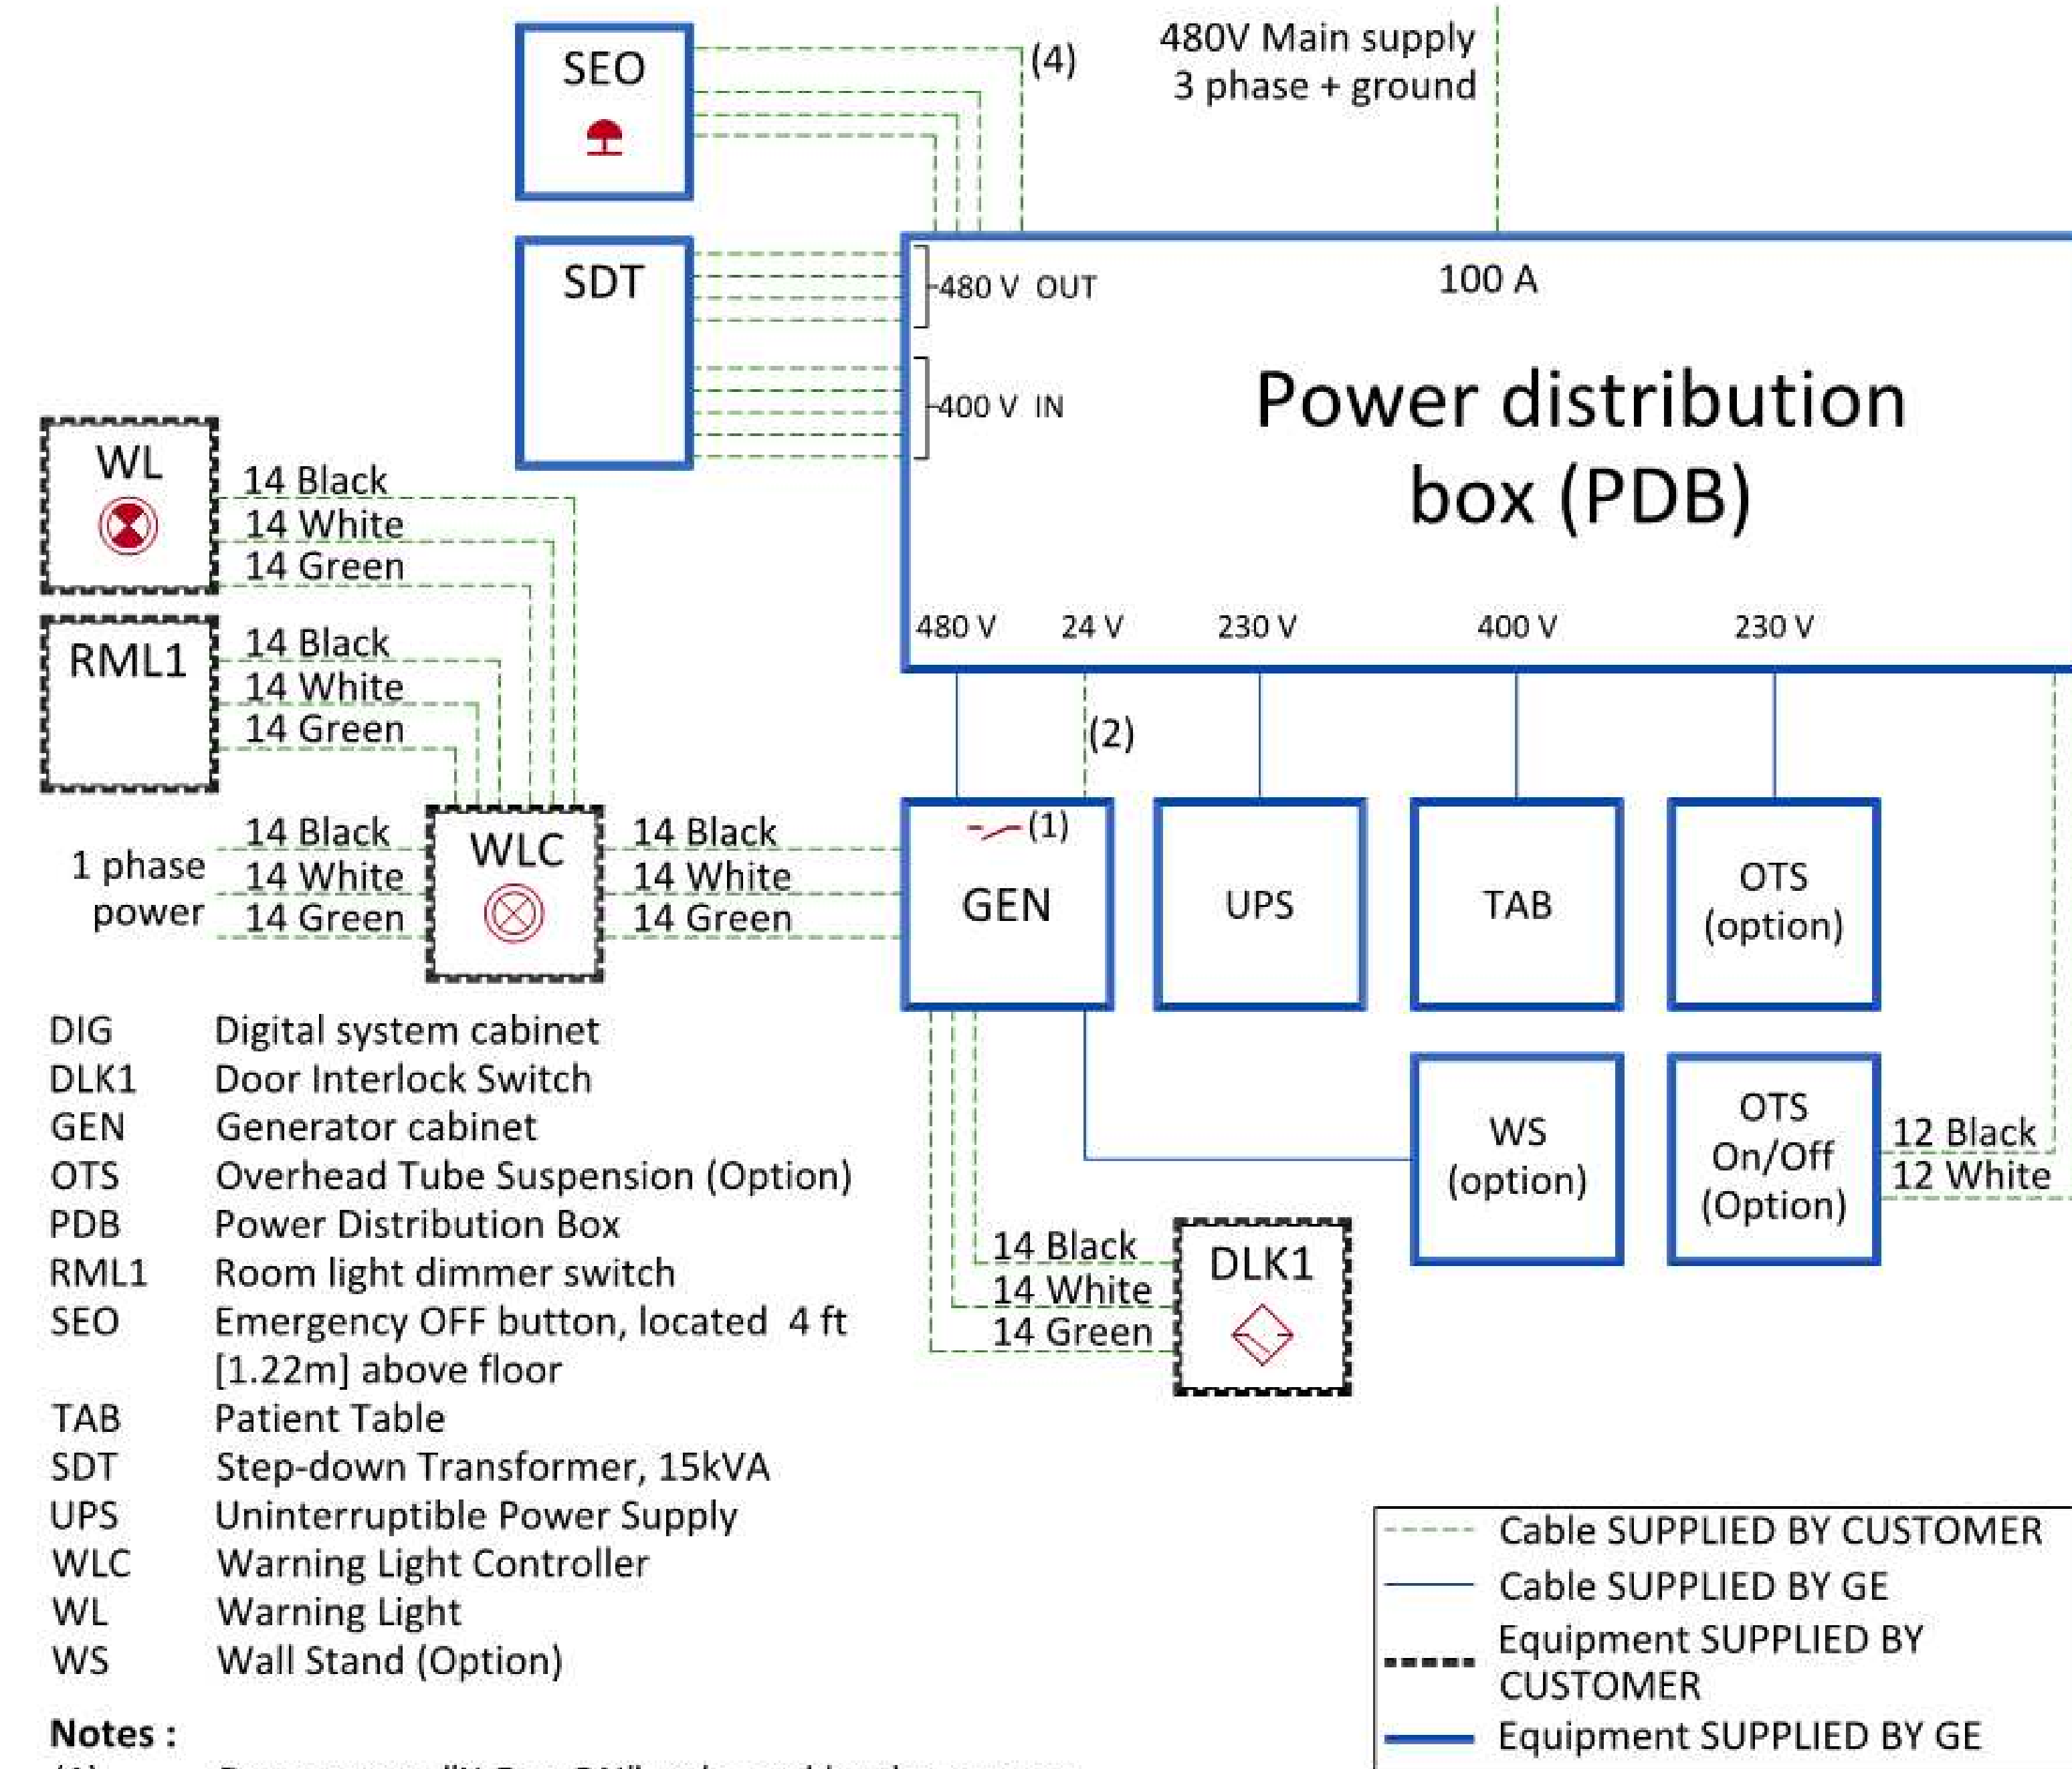 SEO
(4)
480V Main supply
3 phase + ground
SDT
480 V OUT
400 V IN
100 A
Power distribution
box (PDB)
480 V
24 V
230 V
400 V
230 V
WL
14 Black
14 White
14 Green
RML1
14 Black
14 White
14 Green
1 phase
power
14 Black
14 White
14 Green
WLC
14 Black
14 White
14 Green
(2)
(1)
GEN
UPS
TAB
OTS
(option)
WS
(option)
OTS
On/Off
(Option)
12 Black
12 White
14 Black
14 White
14 Green
DLK1
DIG Digital system cabinet
DLK1 Door Interlock Switch
GEN Generator cabinet
OTS Overhead Tube Suspension (Option)
PDB Power Distribution Box
RML1 Room light dimmer switch
SEO Emergency OFF button, located 4 ft
[1.22m] above floor
TAB Patient Table
SDT Step-down Transformer, 15kVA
UPS Uninterruptible Power Supply
WLC Warning Light Controller
WL Warning Light
WS Wall Stand (Option)
Notes :
Cable SUPPLIED BY CUSTOMER
Cable SUPPLIED BY GE
Equipment SUPPLIED BY
CUSTOMER
Equipment SUPPLIED BY GE